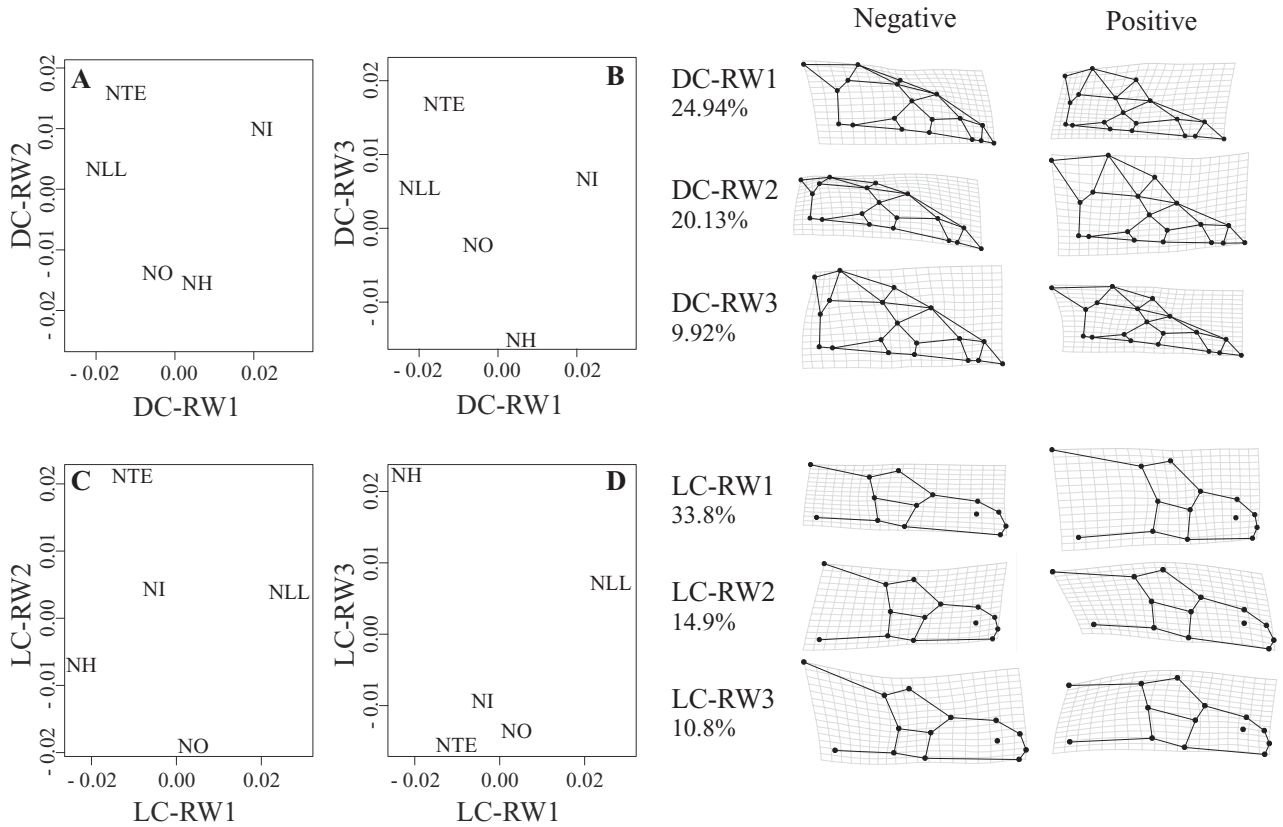 Negative
Positive
A
NTE
NI
NLL
NO
NH
DC-RW2
0.02
0.01
0.00
- 0.01
- 0.02
- 0.02
0.00
0.02
DC-RW1
B
NTE
NLL
NI
NO
NH
DC-RW3
0.02
0.01
0.00
- 0.01
- 0.02
0.00
0.02
DC-RW1
DC-RW1
24.94%
DC-RW2
20.13%
DC-RW3
9.92%
C
NTE
NI
NLL
NH
NO
LC-RW2
0.02
0.01
0.00
- 0.01
- 0.02
- 0.02
0.00
0.02
LC-RW1
D
NH
NLL
NI
NO
NTE
LC-RW3
0.02
0.01
0.00
- 0.01
- 0.02
0.00
0.02
LC-RW1
LC-RW1
33.8%
LC-RW2
14.9%
LC-RW3
10.8%